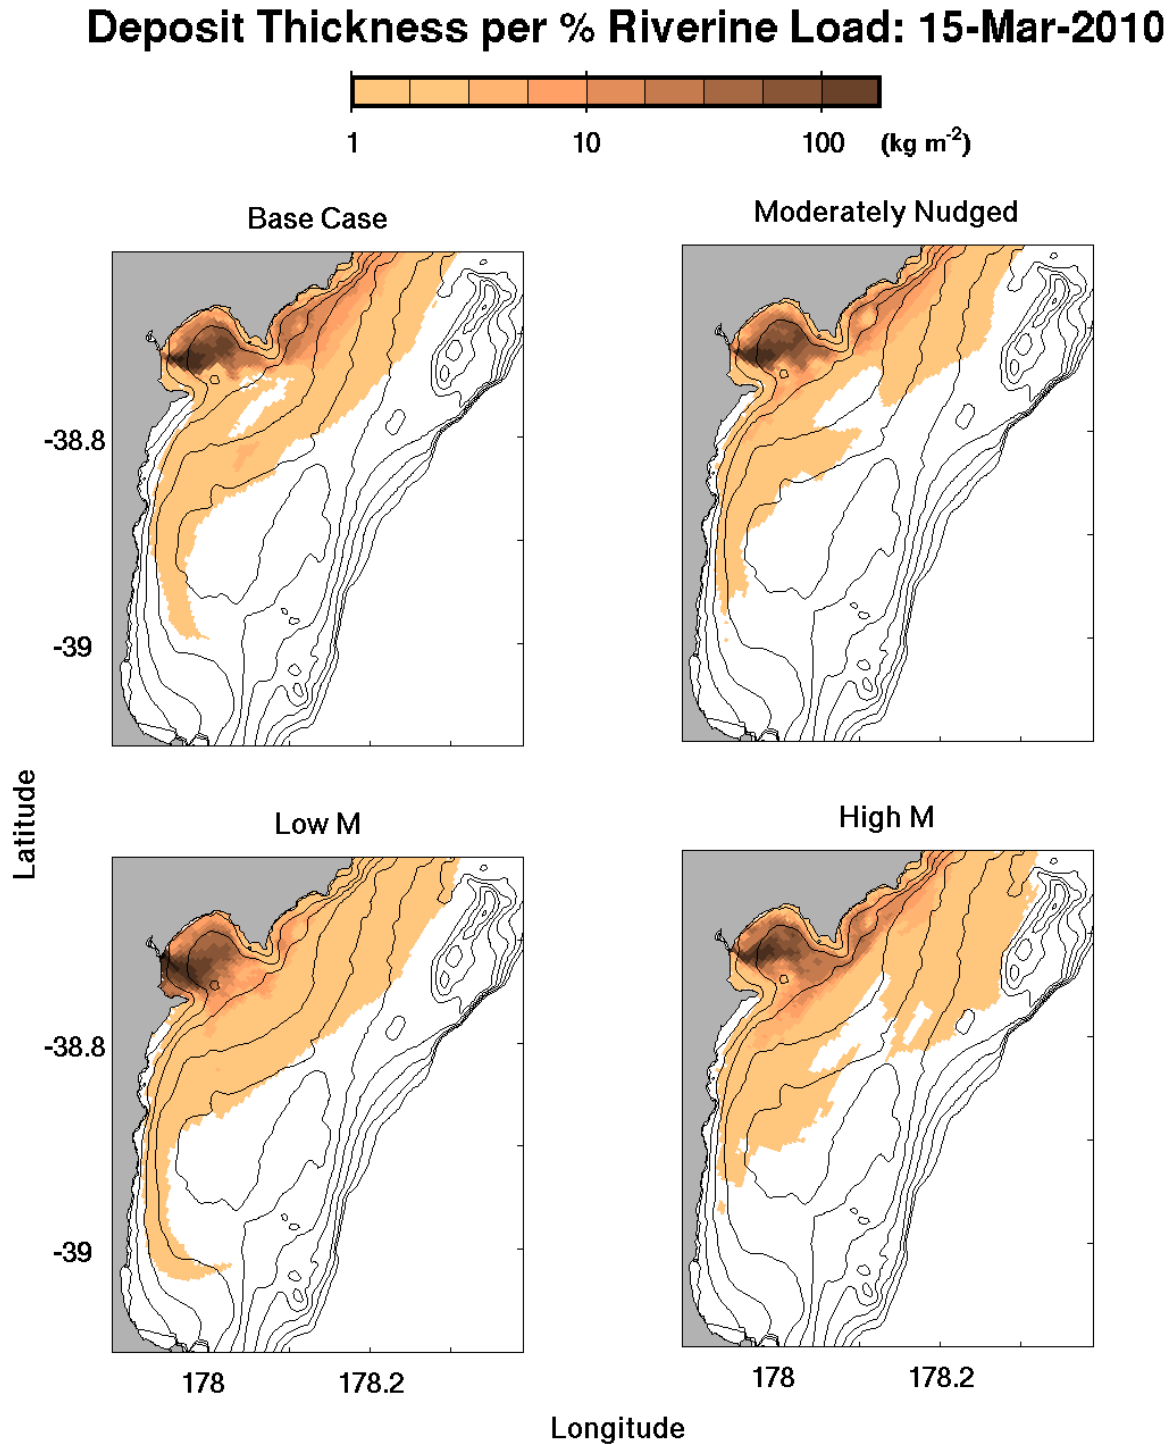 Deposit Thickness per % Riverine Load: 15-Mar-2010
1 10 100 (kg m-2)
Base Case
Moderately Nudged
-38.8
-39
Low M
High M
Latitude
-38.8
-39
178 178.2 178 178.2
Longitude